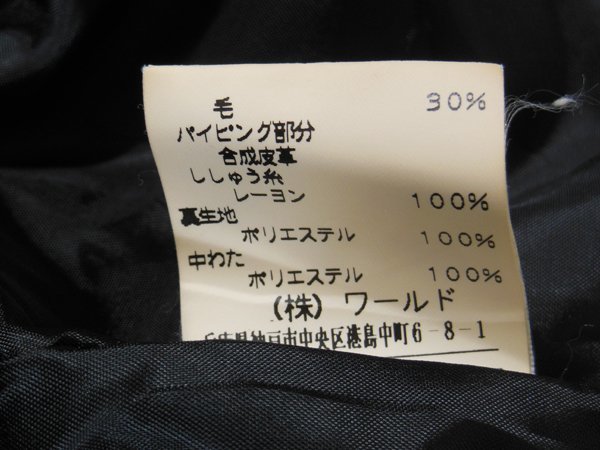 毛 30%
パイピング部分
合成皮革
ししゅう糸
レーヨン 100%
裏生地
ポリエステル 100%
中わた
ポリエステル 100%
(株) ワールド
兵庫県神戸市中央区港島中町6-8-1